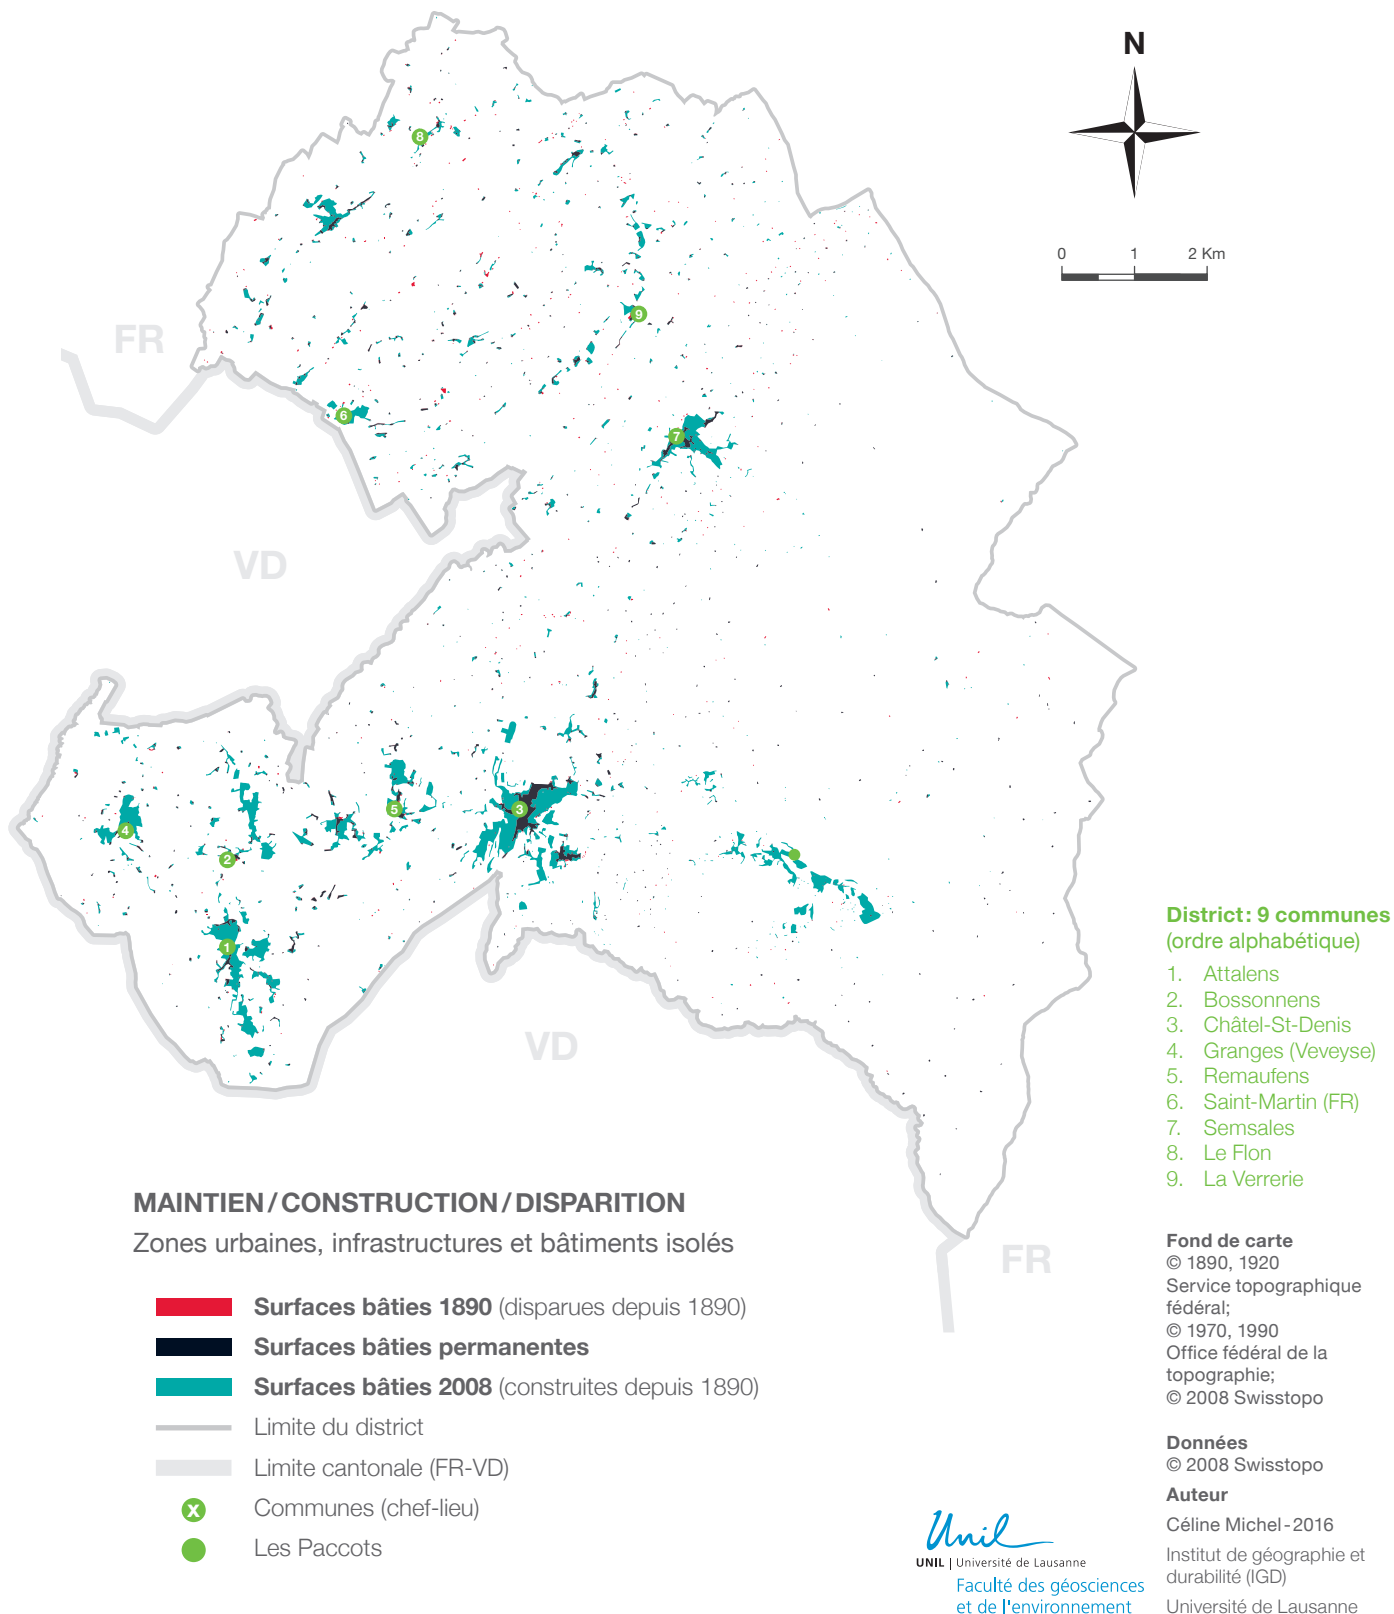 N
0 1 2 Km
8
9
FR
6
7
VD
5
3
4
2
1
VD
FR
District: 9 communes
(ordre alphabétique)
1. Attalens
2. Bossonnens
3. Châtel-St-Denis
4. Granges (Veveyse)
5. Remaufens
6. Saint-Martin (FR)
7. Semsales
8. Le Flon
9. La Verrerie
MAINTIEN / CONSTRUCTION / DISPARITION
Zones urbaines, infrastructures et bâtiments isolés
Surfaces bâties 1890 (disparues depuis 1890)
Surfaces bâties permanentes
Surfaces bâties 2008 (construites depuis 1890)
Limite du district
Limite cantonale (FR-VD)
x Communes (chef-lieu)
Les Paccots
Fond de carte
© 1890, 1920
Service topographique
fédéral;
© 1970, 1990
Office fédéral de la
topographie;
© 2008 Swisstopo
Données
© 2008 Swisstopo
Auteur
Céline Michel - 2016
Institut de géographie et
durabilité (IGD)
Université de Lausanne
Unil
UNIL | Université de Lausanne
Faculté des géosciences
et de l'environnement